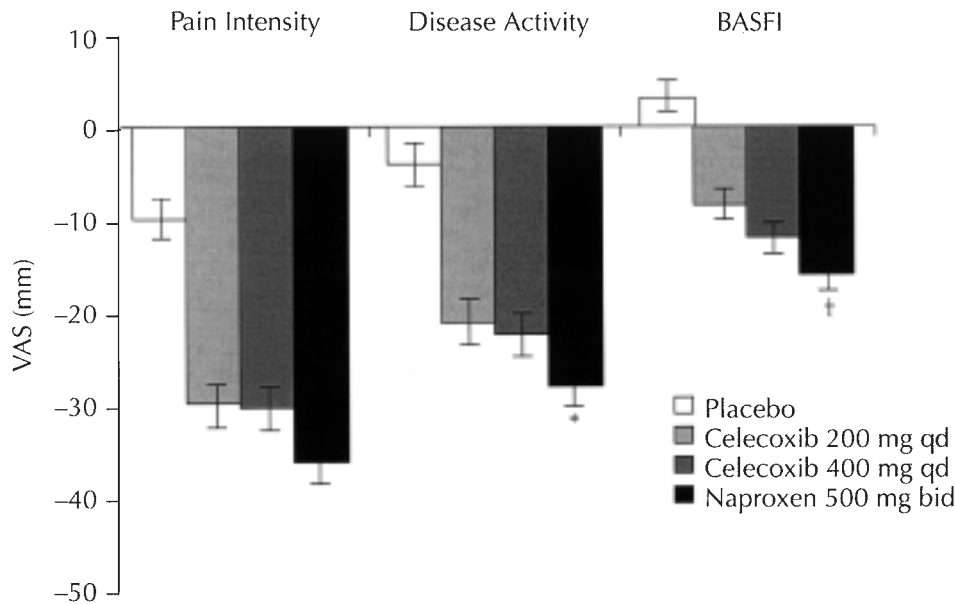 Pain Intensity Disease Activity BASFI
10
0
–10
–20
–30
–40
–50
VAS (mm)
*
‡
Placebo
Celecoxib 200 mg qd
Celecoxib 400 mg qd
Naproxen 500 mg bid